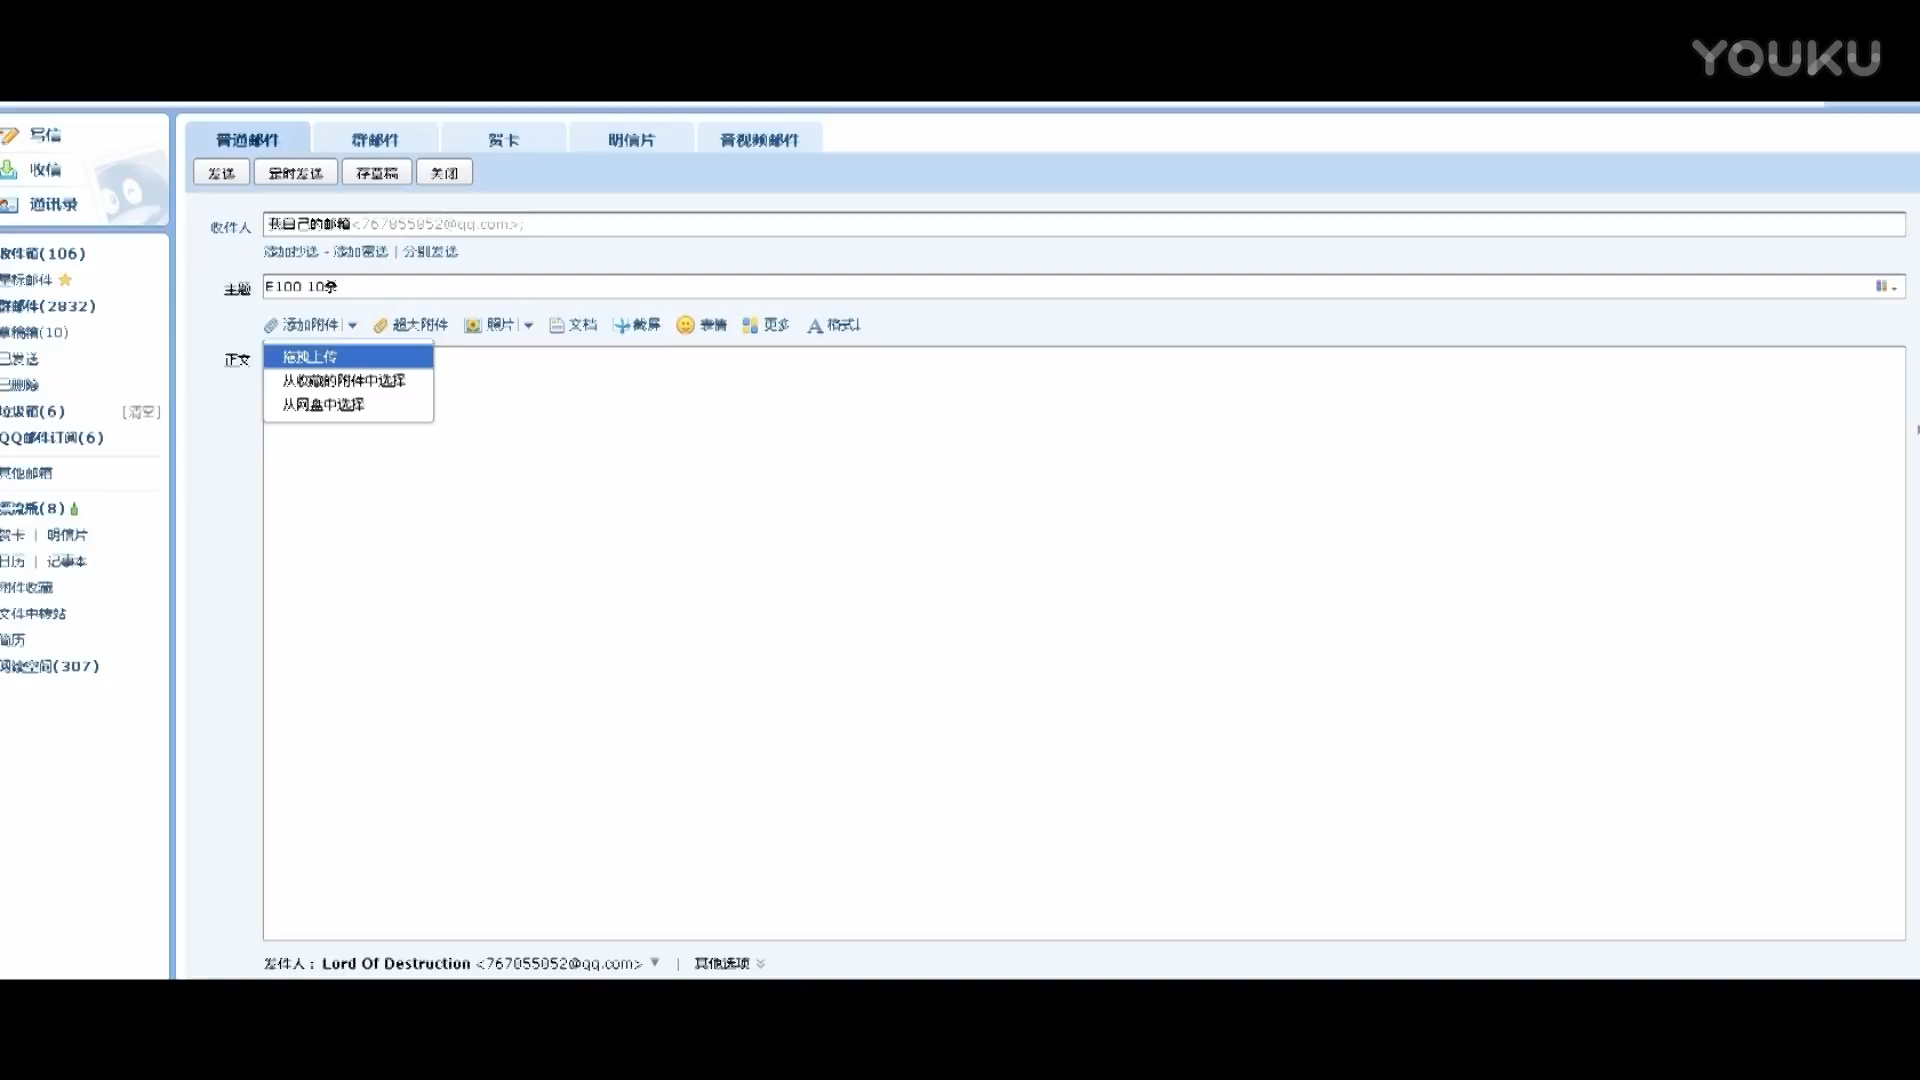 YOUKU
写信
收信
通讯录
收件箱(106)
星标邮件
群邮件(2832)
草稿箱(10)
已发送
已删除
垃圾箱(6) [清空]
QQ邮件订阅(6)
其他邮箱
漂流瓶(8)
贺卡 | 明信片
日历 | 记事本
附件收藏
文件中转站
简历
阅读空间(307)
普通邮件 群邮件 贺卡 明信片 音视频邮件
发送 定时发送 存草稿 关闭
收件人 我自己的邮箱
添加抄送 - 添加密送 | 分别发送
主题 E100 10条
添加附件 | 超大附件 照片 | 文档 截屏 表情 更多 格式↓
正文
拖拽上传
从收藏的附件中选择
从网盘中选择
发件人：Lord Of Destruction <767055052@qq.com> | 其他选项